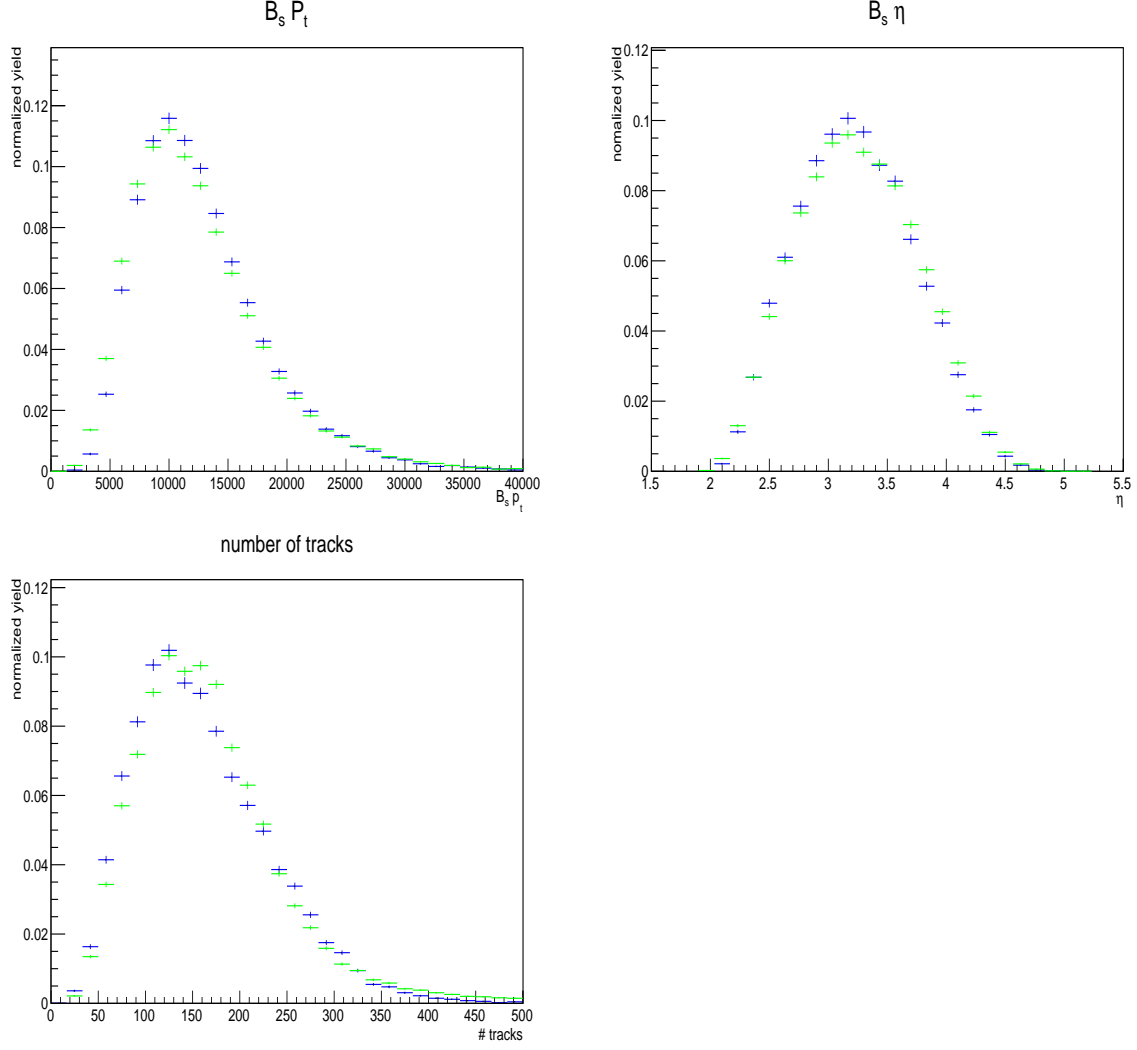 B_s P_t
normalized yield
0.12
0.1
0.08
0.06
0.04
0.02
0
0 5000 10000 15000 20000 25000 30000 35000 40000
B_s p_t
B_s η
nomalized yield
0.12
0.1
0.08
0.06
0.04
0.02
0
1.5 2 2.5 3 3.5 4 4.5 5 5.5
η
number of tracks
normalized yield
0.12
0.1
0.08
0.06
0.04
0.02
0
0 50 100 150 200 250 300 350 400 450 500
# tracks